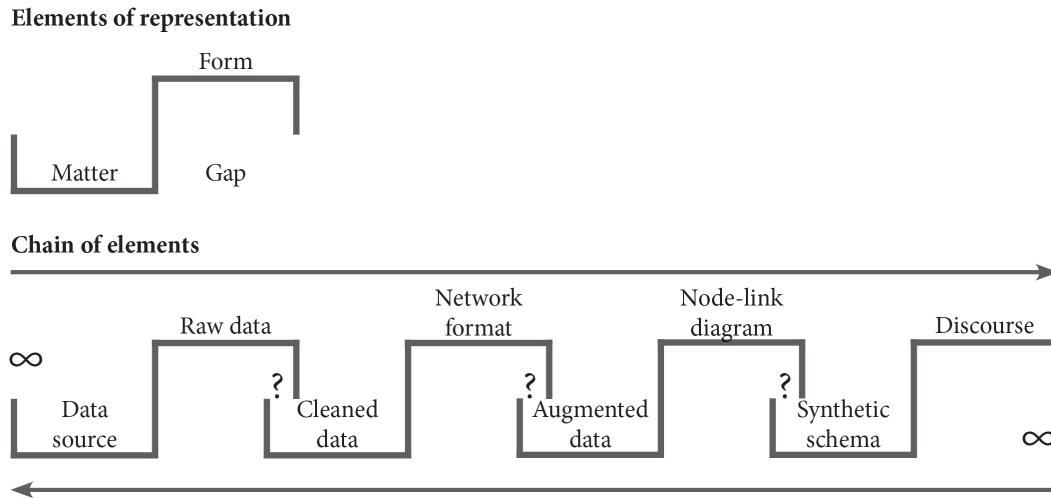 Elements of representation
Form
Matter
Gap
Chain of elements
Raw data
Network
format
Node-link
diagram
Discourse
∞
? ? ?
Data
source
Cleaned
data
Augmented
data
Synthetic
schema
∞